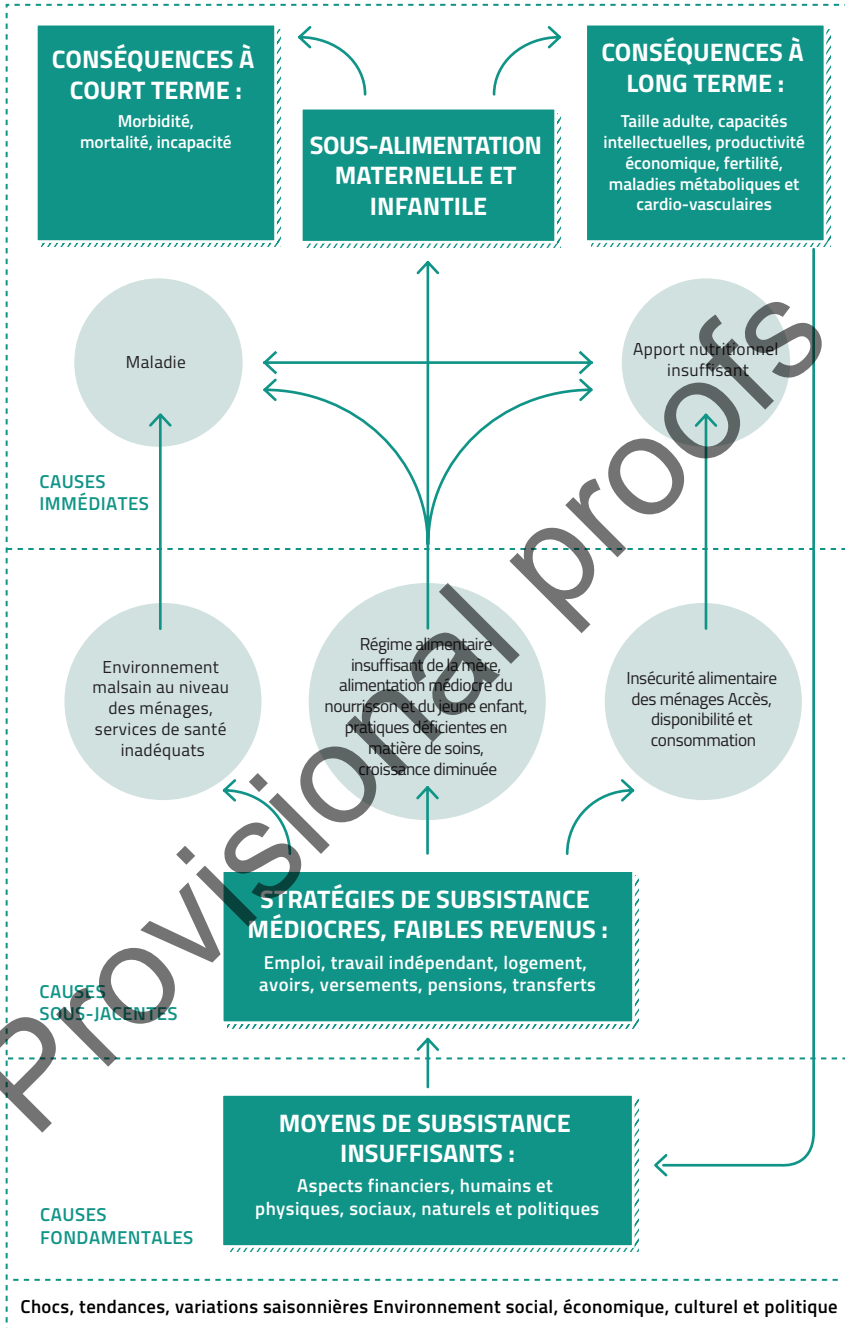 CONSÉQUENCES À
COURT TERME :
Morbidité,
mortalité, incapacité
SOUS-ALIMENTATION
MATERNELLE ET
INFANTILE
CONSÉQUENCES À
LONG TERME :
Taille adulte, capacités
intellectuelles, productivité
économique, fertilité,
maladies métaboliques et
cardio-vasculaires
Maladie
Apport nutritionnel
insuffisant
CAUSES
IMMÉDIATES
Environnement
malsain au niveau
des ménages,
services de santé
inadéquats
Régime alimentaire
insuffisant de la mère,
alimentation médiocre du
nourrisson et du jeune enfant,
pratiques déficientes en
matière de soins,
croissance diminuée
Insécurité alimentaire
des ménages Accès,
disponibilité et
consommation
STRATÉGIES DE SUBSISTANCE
MÉDIOCRES, FAIBLES REVENUS :
Emploi, travail indépendant, logement,
avoirs, versements, pensions, transferts
CAUSES
SOUS-JACENTES
MOYENS DE SUBSISTANCE
INSUFFISANTS :
Aspects financiers, humains et
physiques, sociaux, naturels et politiques
CAUSES
FONDAMENTALES
Chocs, tendances, variations saisonnières Environnement social, économique, culturel et politique
Provisional proofs